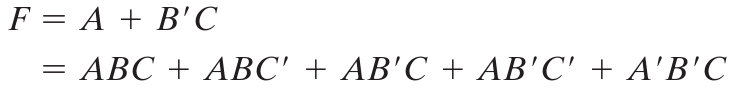 F = A + B'C
= ABC + ABC' + AB'C + AB'C' + A'B'C